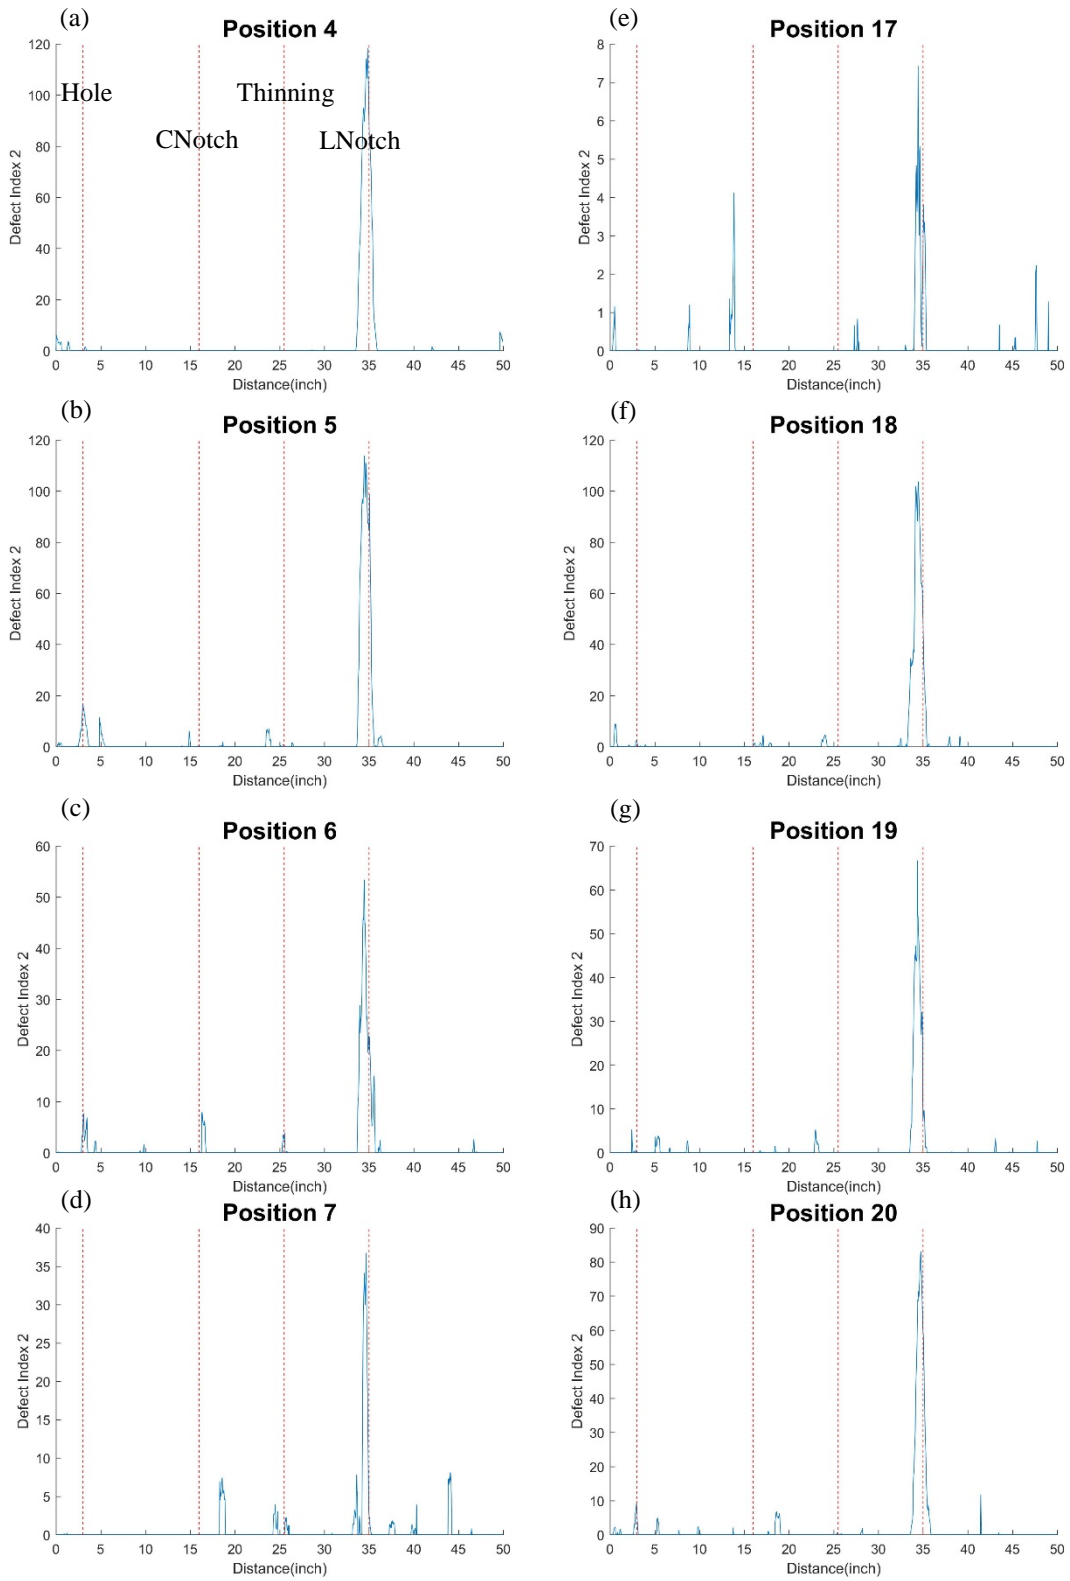 (a)
Position 4
120
100
80
60
40
20
0
Defect Index 2
Hole
Thinning
CNotch
LNotch
0 5 10 15 20 25 30 35 40 45 50
Distance(inch)
(e)
Position 17
8
7
6
5
4
3
2
1
0
Defect Index 2
0 5 10 15 20 25 30 35 40 45 50
Distance(inch)
(b)
Position 5
120
100
80
60
40
20
0
Defect Index 2
0 5 10 15 20 25 30 35 40 45 50
Distance(inch)
(f)
Position 18
120
100
80
60
40
20
0
Defect Index 2
0 5 10 15 20 25 30 35 40 45 50
Distance(inch)
(c)
Position 6
60
50
40
30
20
10
0
Defect Index 2
0 5 10 15 20 25 30 35 40 45 50
Distance(inch)
(g)
Position 19
70
60
50
40
30
20
10
0
Defect Index 2
0 5 10 15 20 25 30 35 40 45 50
Distance(inch)
(d)
Position 7
40
35
30
25
20
15
10
5
0
Defect Index 2
0 5 10 15 20 25 30 35 40 45 50
Distance(inch)
(h)
Position 20
90
80
70
60
50
40
30
20
10
0
Defect Index 2
0 5 10 15 20 25 30 35 40 45 50
Distance(inch)